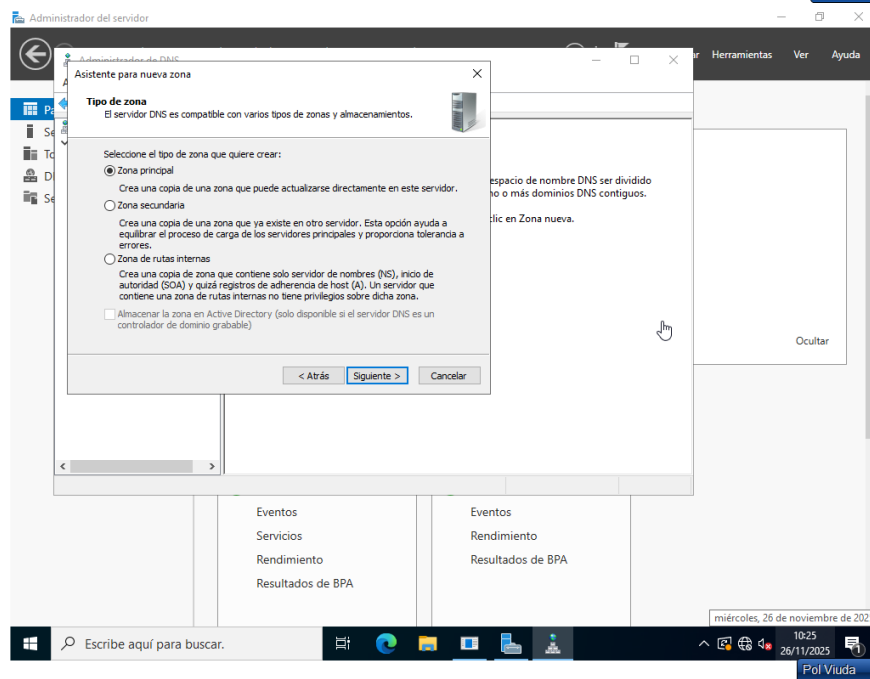 Administrador del servidor
Herramientas Ver Ayuda
Administrador de DNS
Asistente para nueva zona
Tipo de zona
El servidor DNS es compatible con varios tipos de zonas y almacenamientos.
Seleccione el tipo de zona que quiere crear:
Zona principal
Crea una copia de una zona que puede actualizarse directamente en este servidor.
Zona secundaria
Crea una copia de una zona que ya existe en otro servidor. Esta opción ayuda a
equilibrar el proceso de carga de los servidores principales y proporciona tolerancia a
errores.
Zona de rutas internas
Crea una copia de zona que contiene solo servidor de nombres (NS), inicio de
autoridad (SOA) y quizá registros de adherencia de host (A). Un servidor que
contiene una zona de rutas internas no tiene privilegios sobre dicha zona.
Almacenar la zona en Active Directory (solo disponible si el servidor DNS es un
controlador de dominio grabable)
< Atrás Siguiente > Cancelar
espacio de nombre DNS ser dividido
o más dominios DNS contiguos.
clic en Zona nueva.
Ocultar
Eventos
Servicios
Rendimiento
Resultados de BPA
Eventos
Rendimiento
Resultados de BPA
miércoles, 26 de noviembre de 202
Escribe aquí para buscar.
10:25
26/11/2025
1
Pol Viuda